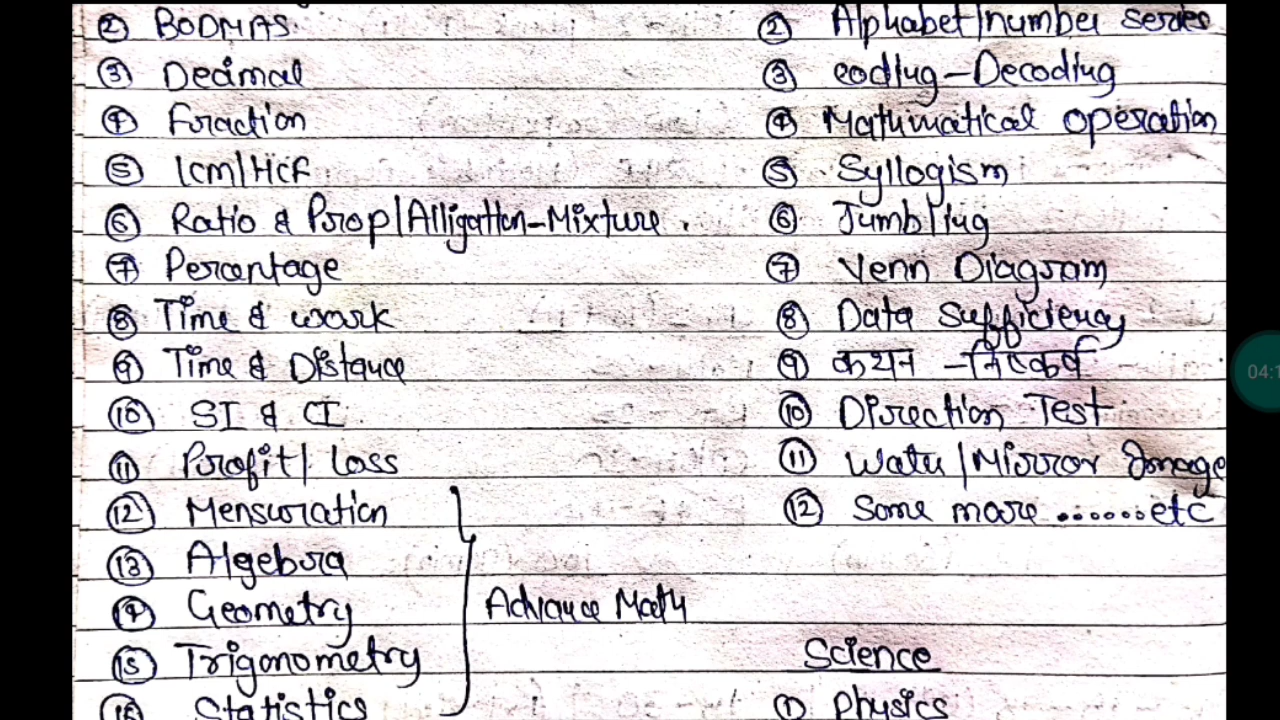 ② BODMAS
③ Decimal
④ Fraction
⑤ lcm/HCF
⑥ Ratio & Prop/Alligation-Mixture.
⑦ Percentage
⑧ Time & work
⑨ Time & Distance
⑩ SI & CI
⑪ Profit/Loss
⑫ Mensuration
⑬ Algebra
⑭ Geometry
⑮ Trigonometry
⑯ Statistics
Advance Math
② Alphabet/number series
③ coding-Decoding
④ Mathmatical operation
⑤ Syllogism
⑥ Jumbling
⑦ Venn Diagram
⑧ Data Sufficiency
⑨ कथन -निष्कर्ष
⑩ Direction Test
⑪ Water/Mirror Image
⑫ Some more ......etc
Science
① Physics
04:1